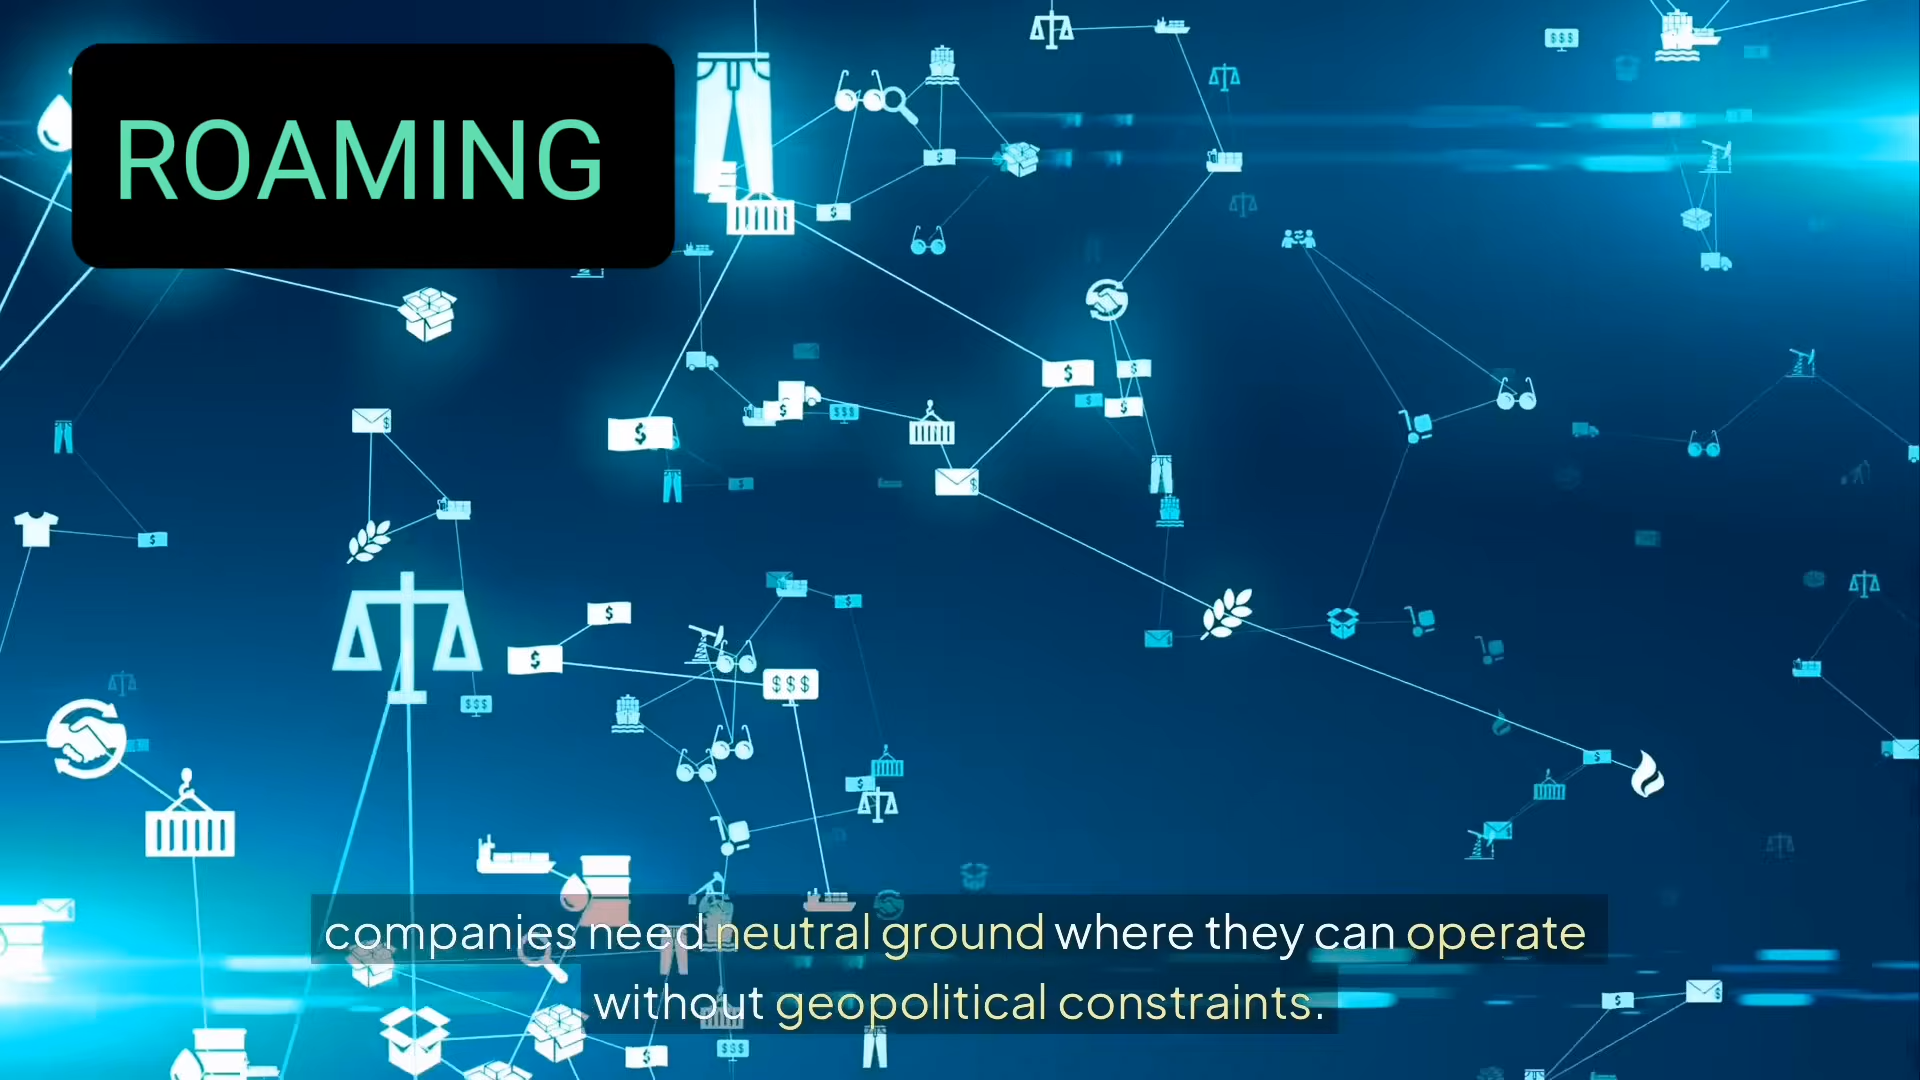 ROAMING
companies need neutral ground where they can operate
without geopolitical constraints.